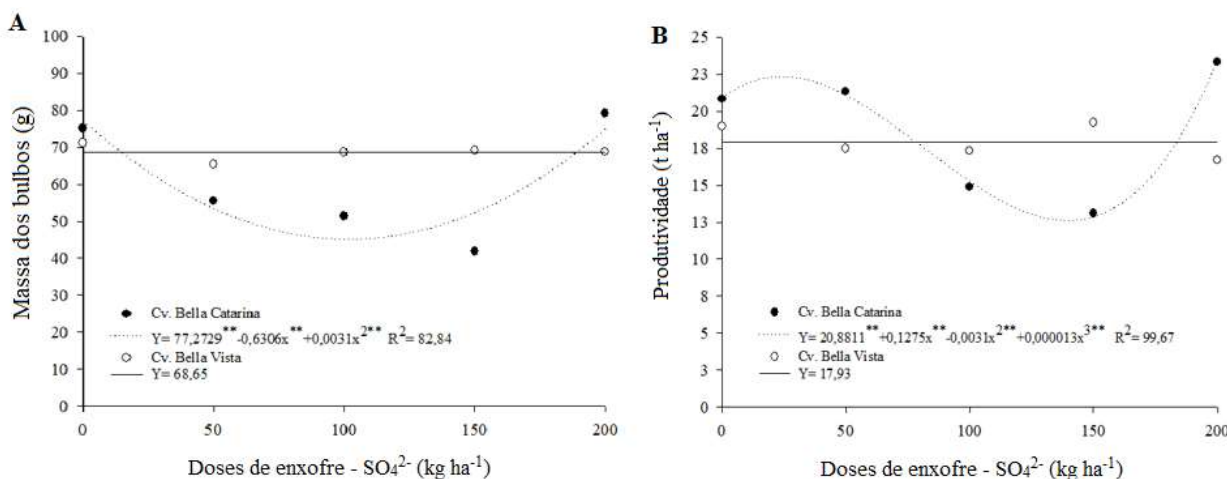 A
Massa dos bulbos (g)
100
90
80
70
60
50
40
30
20
10
0
Cv. Bella Catarina
Y= 77,2729**-0,6306x**+0,0031x²** R²= 82,84
Cv. Bella Vista
Y= 68,65
0 50 100 150 200
Doses de enxofre - SO₄²⁻ (kg ha⁻¹)
B
Produtividade (t ha⁻¹)
25
23
20
18
15
13
10
8
5
3
0
Cv. Bella Catarina
Y= 20,8811**+0,1275x**-0,0031x²**+0,000013x³** R²= 99,67
Cv. Bella Vista
Y= 17,93
0 50 100 150 200
Doses de enxofre - SO₄²⁻ (kg ha⁻¹)